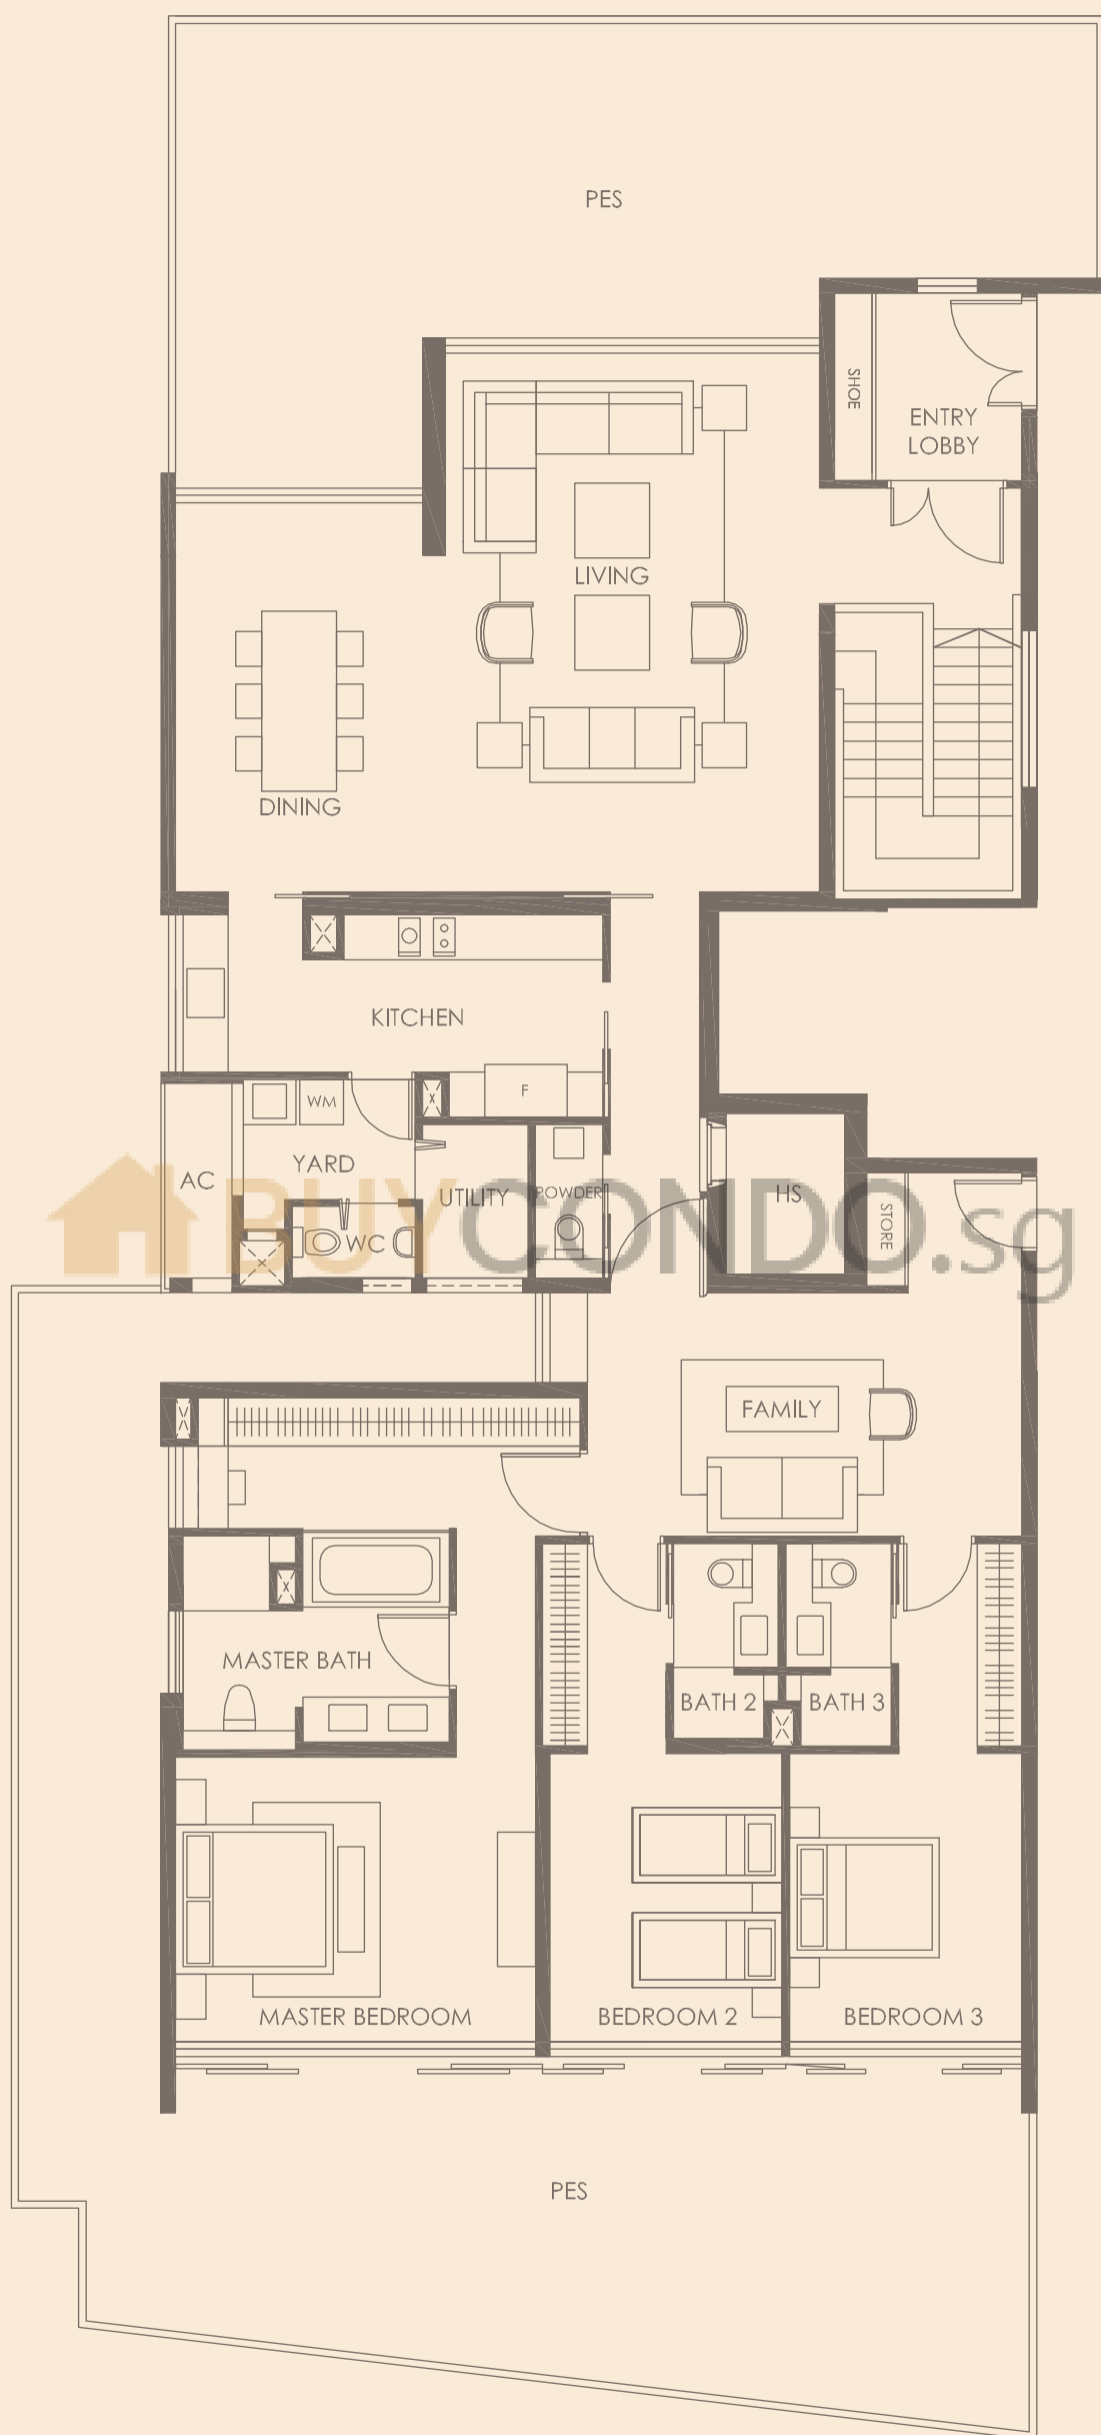 PES
SHOE
ENTRY
LOBBY
LIVING
DINING
KITCHEN
F
WM
YARD
AC
UTILITY
POWDER
HS
STORE
WC
BUYCONDO.sg
FAMILY
MASTER BATH
BATH 2
BATH 3
MASTER BEDROOM
BEDROOM 2
BEDROOM 3
PES